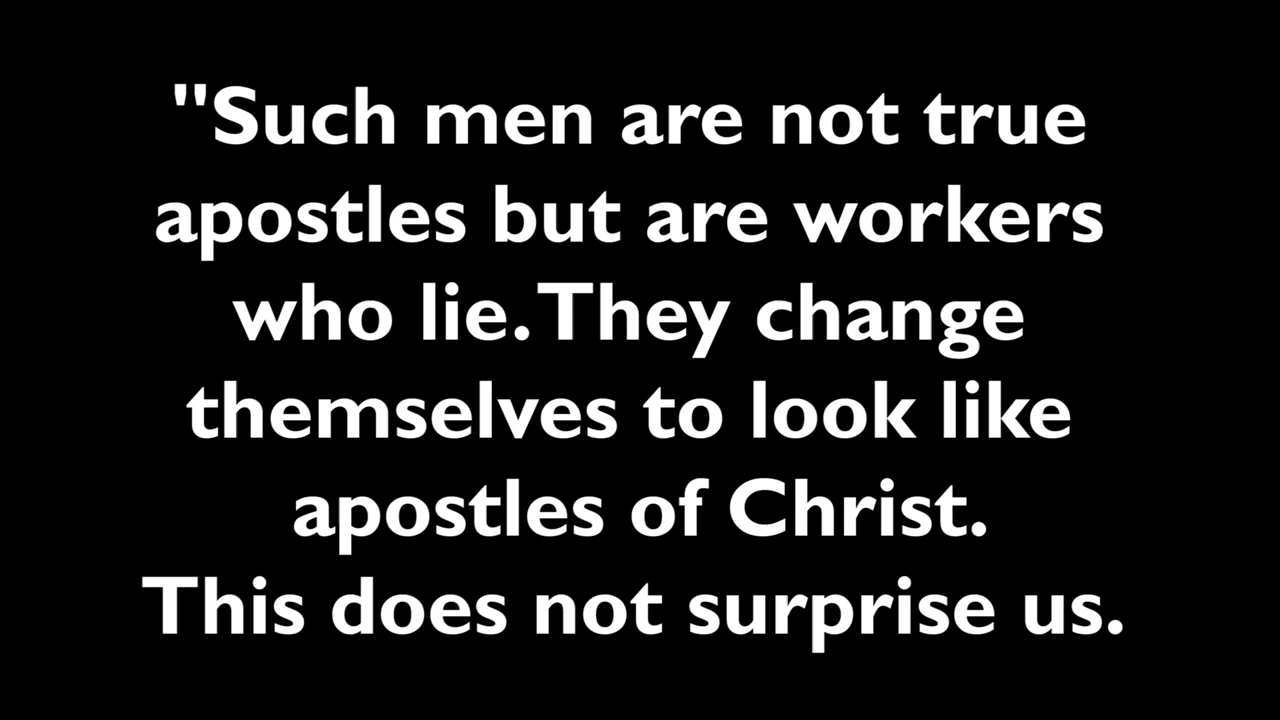 "Such men are not true
apostles but are workers
who lie. They change
themselves to look like
apostles of Christ.
This does not surprise us.